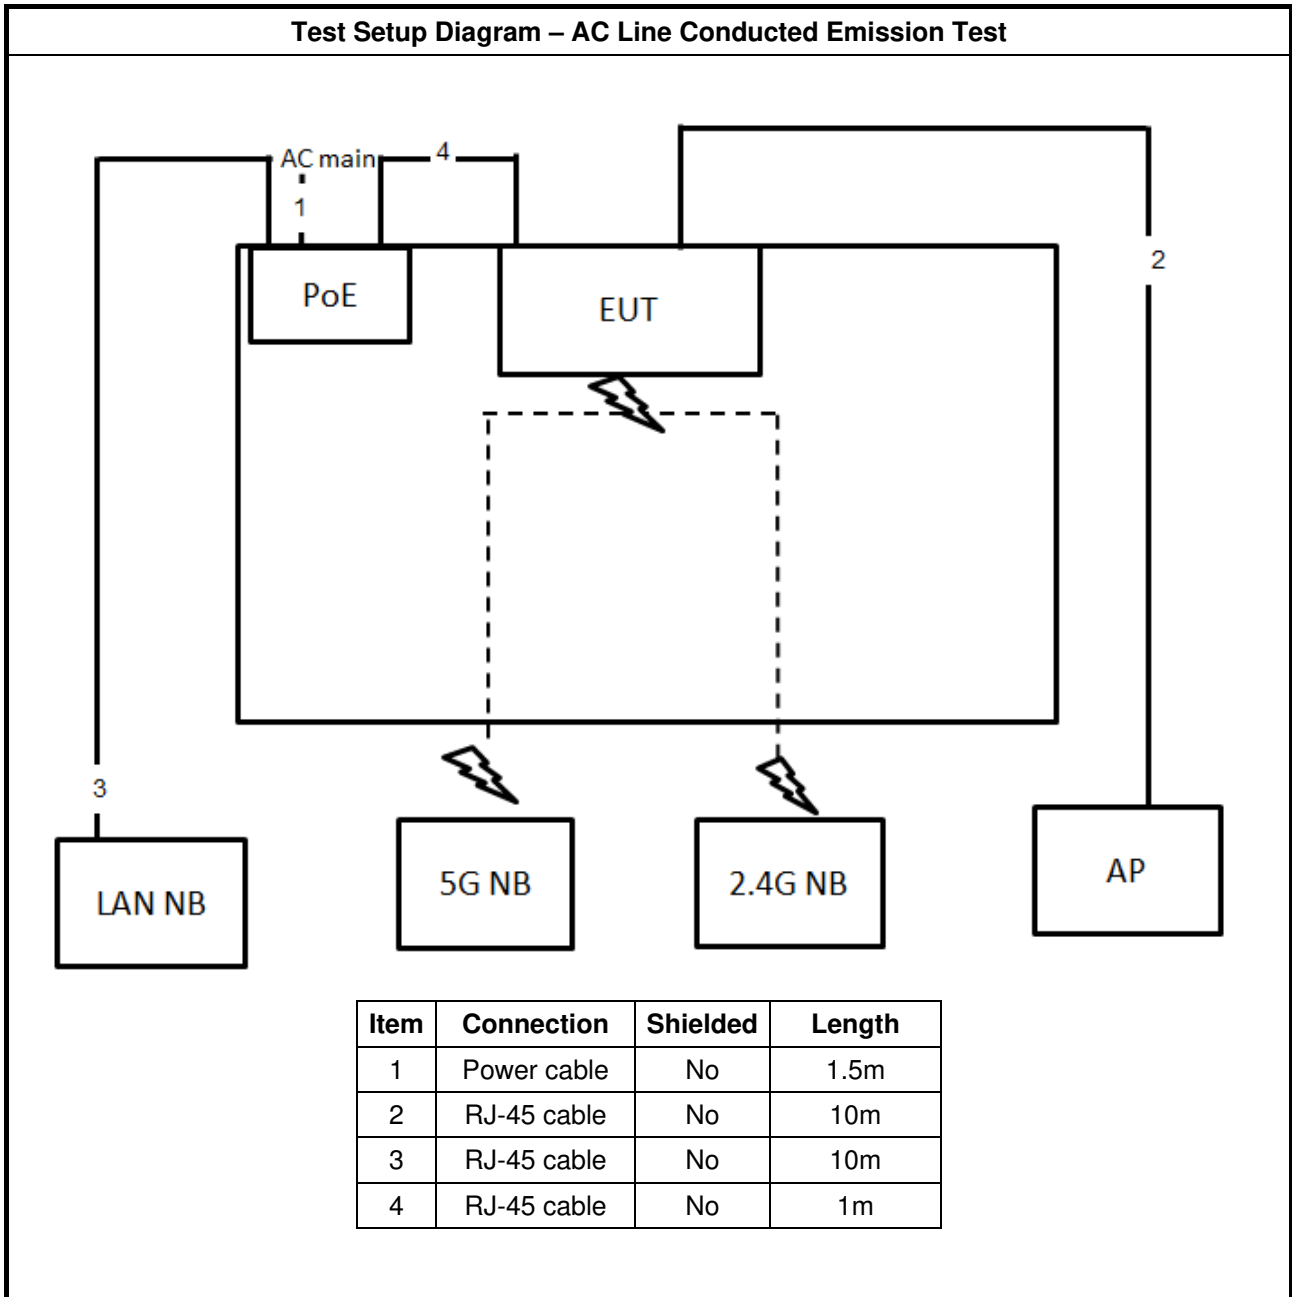 Test Setup Diagram – AC Line Conducted Emission Test
AC main
4
1
2
PoE
EUT
3
LAN NB
5G NB
2.4G NB
AP
Item Connection Shielded Length
1 Power cable No 1.5m
2 RJ-45 cable No 10m
3 RJ-45 cable No 10m
4 RJ-45 cable No 1m